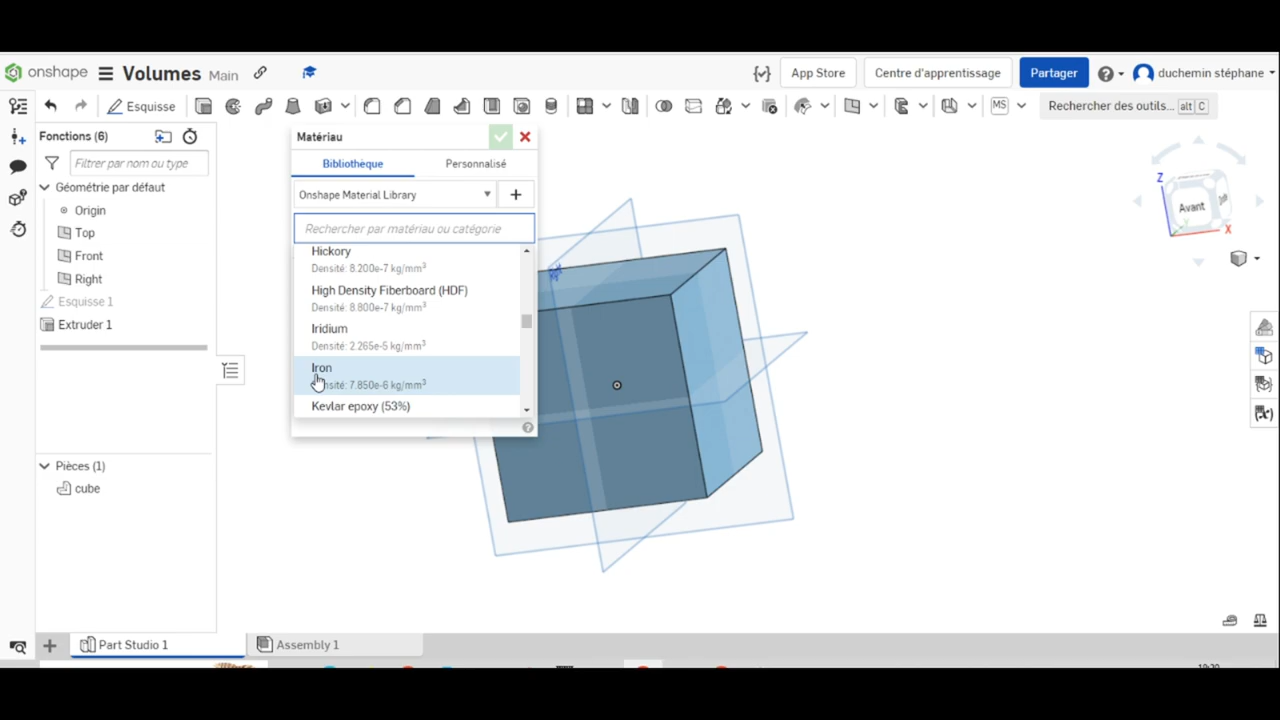 onshape Volumes Main App Store Centre d'apprentissage Partager duchemin stéphane
Esquisse MS Rechercher des outils... alt C
Fonctions (6)
Filtrer par nom ou type
Géométrie par défaut
Origin
Top
Front
Right
Esquisse 1
Extruder 1
Pièces (1)
cube
Matériau
Bibliothèque Personnalisé
Onshape Material Library
Rechercher par matériau ou catégorie
Hickory
Densité: 8.200e-7 kg/mm³
High Density Fiberboard (HDF)
Densité: 8.800e-7 kg/mm³
Iridium
Densité: 2.265e-5 kg/mm³
Iron
sité: 7.850e-6 kg/mm³
Kevlar epoxy (53%)
Z
Avant
X
Y
Part Studio 1 Assembly 1